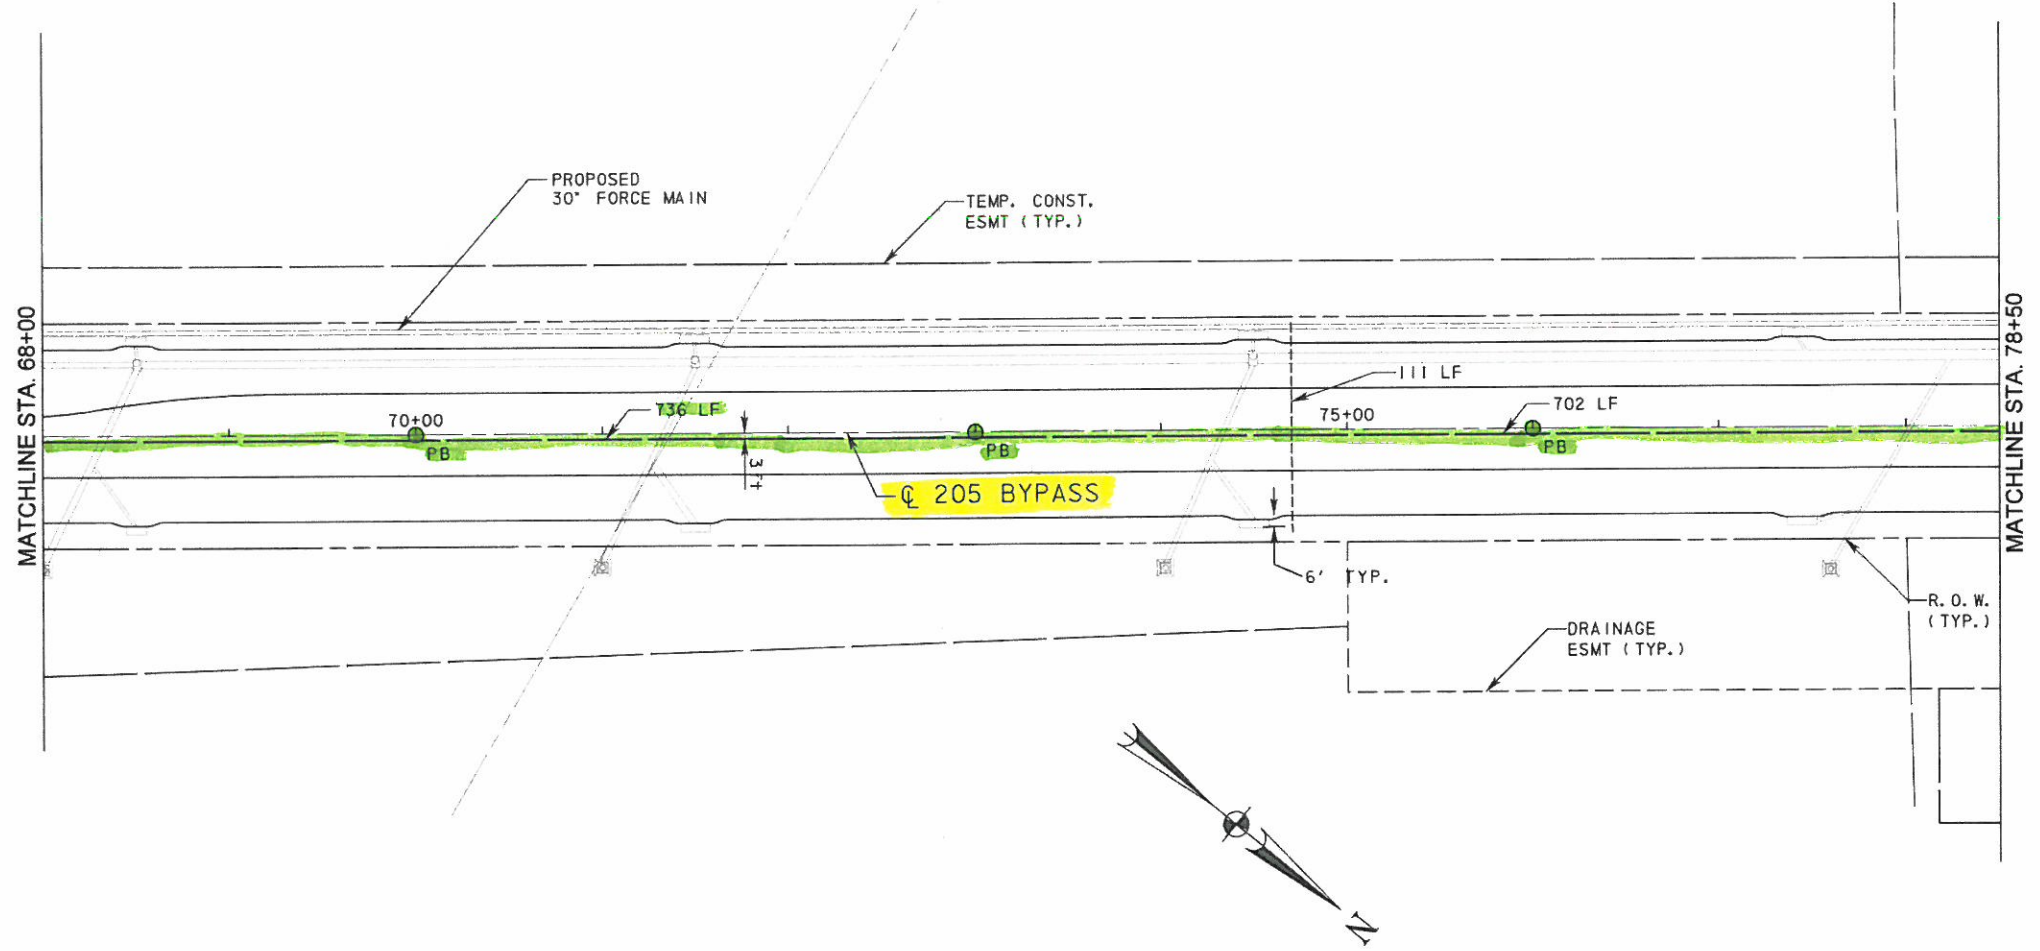 PROPOSED
30" FORCE MAIN
TEMP. CONST.
ESMT (TYP.)
MATCHLINE STA. 68+00
MATCHLINE STA. 78+50
111 LF
736 LF
70+00
75+00
702 LF
PB
PB
PB
3 ft
℄ 205 BYPASS
6' TYP.
R.O.W.
(TYP.)
DRAINAGE
ESMT (TYP.)
N